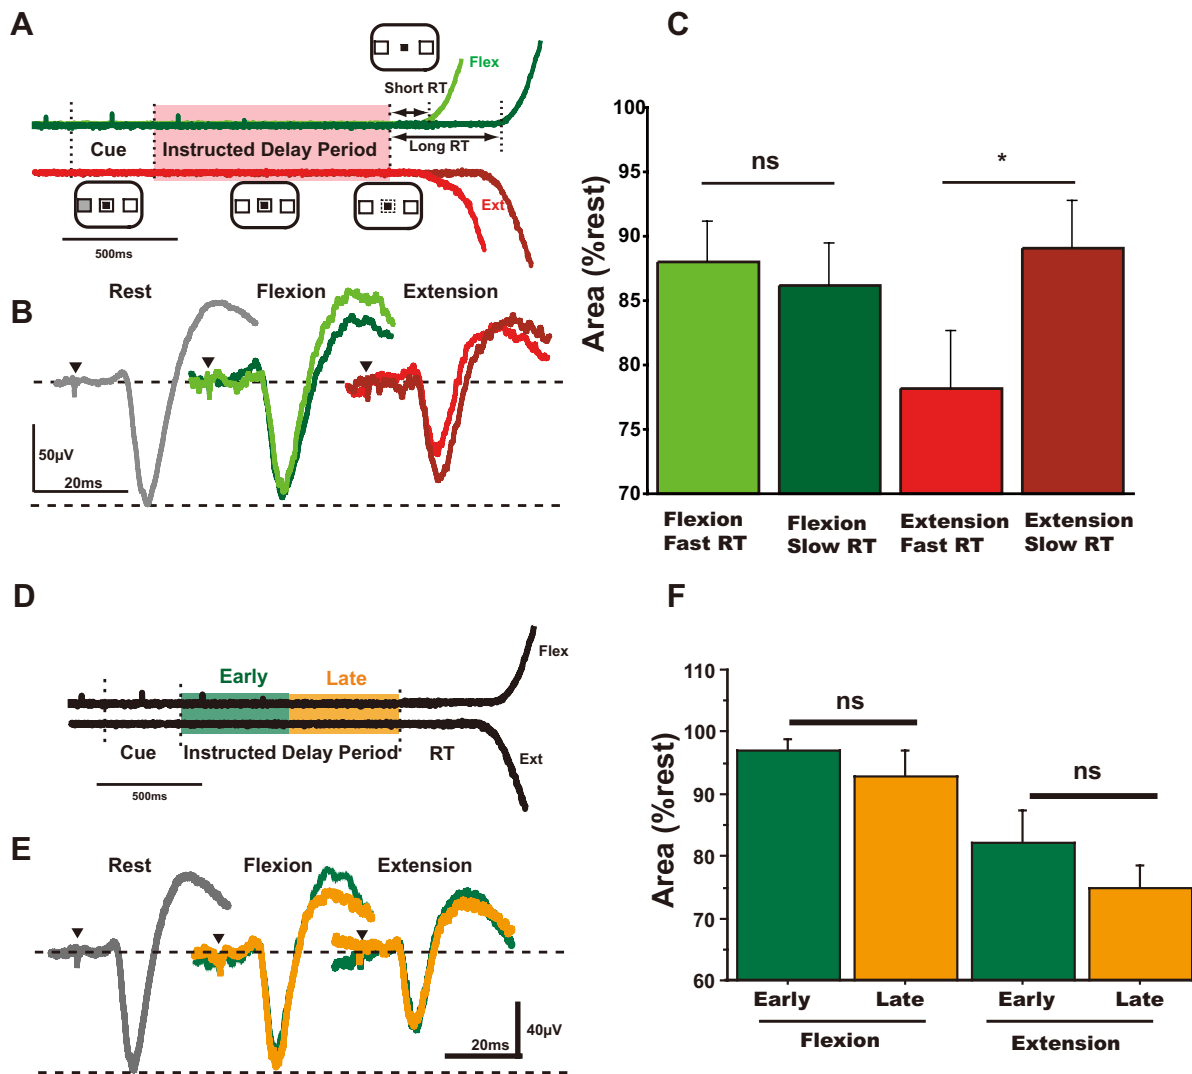 A
Flex
Short RT
Cue
Instructed Delay Period
Long RT
Ext
500ms
B
Rest
Flexion
Extension
50μV
20ms
C
Area (%rest)
100
95
90
85
80
75
70
ns
*
Flexion
Fast RT
Flexion
Slow RT
Extension
Fast RT
Extension
Slow RT
D
Early
Late
Flex
Cue
Instructed Delay Period
RT
Ext
500ms
E
Rest
Flexion
Extension
20ms
40μV
F
Area (%rest)
110
100
90
80
70
60
ns
ns
Early
Late
Early
Late
Flexion
Extension